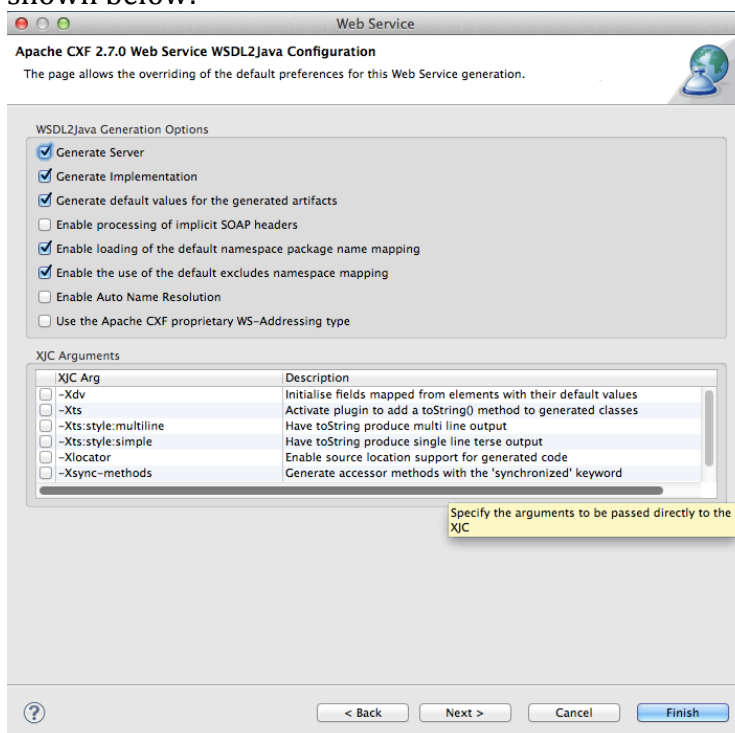 shown below:
Web Service
Apache CXF 2.7.0 Web Service WSDL2Java Configuration
The page allows the overriding of the default preferences for this Web Service generation.
WSDL2Java Generation Options
Generate Server
Generate Implementation
Generate default values for the generated artifacts
Enable processing of implicit SOAP headers
Enable loading of the default namespace package name mapping
Enable the use of the default excludes namespace mapping
Enable Auto Name Resolution
Use the Apache CXF proprietary WS-Addressing type
XJC Arguments
XJC Arg Description
-Xdv Initialise fields mapped from elements with their default values
-Xts Activate plugin to add a toString() method to generated classes
-Xts:style:multiline Have toString produce multi line output
-Xts:style:simple Have toString produce single line terse output
-Xlocator Enable source location support for generated code
-Xsync-methods Generate accessor methods with the 'synchronized' keyword
Specify the arguments to be passed directly to the
XJC
? < Back Next > Cancel Finish